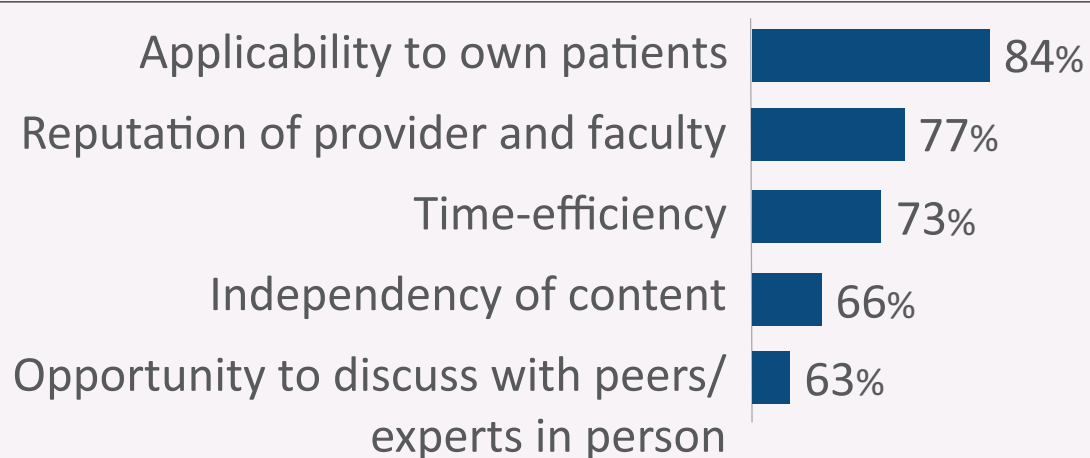 Applicability to own patients 84%
Reputation of provider and faculty 77%
Time-efficiency 73%
Independency of content 66%
Opportunity to discuss with peers/ 63%
experts in person